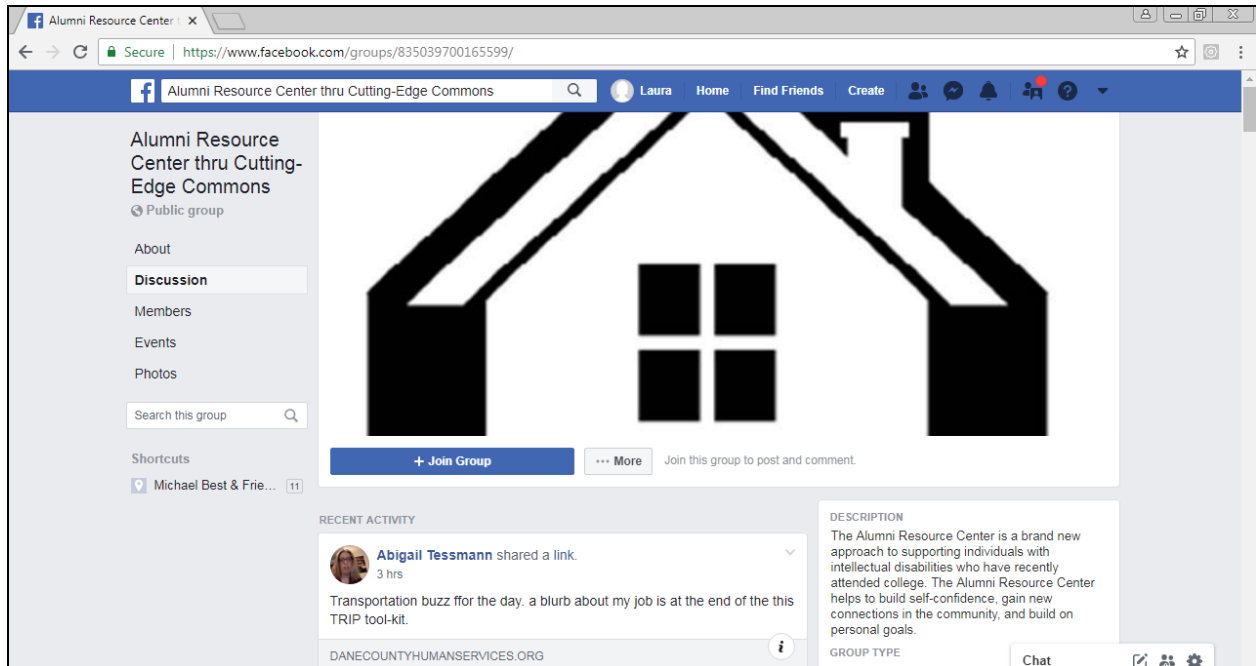 Alumni Resource Center t
Secure | https://www.facebook.com/groups/835039700165599/
Alumni Resource Center thru Cutting-Edge Commons
Laura Home Find Friends Create
Alumni Resource
Center thru Cutting-
Edge Commons
Public group
About
Discussion
Members
Events
Photos
Search this group
Shortcuts
Michael Best & Frie... 11
+ Join Group
··· More
Join this group to post and comment.
RECENT ACTIVITY
Abigail Tessmann shared a link.
3 hrs
Transportation buzz ffor the day. a blurb about my job is at the end of the this
TRIP tool-kit.
DANECOUNTYHUMANSERVICES.ORG
DESCRIPTION
The Alumni Resource Center is a brand new
approach to supporting individuals with
intellectual disabilities who have recently
attended college. The Alumni Resource Center
helps to build self-confidence, gain new
connections in the community, and build on
personal goals.
GROUP TYPE
Chat